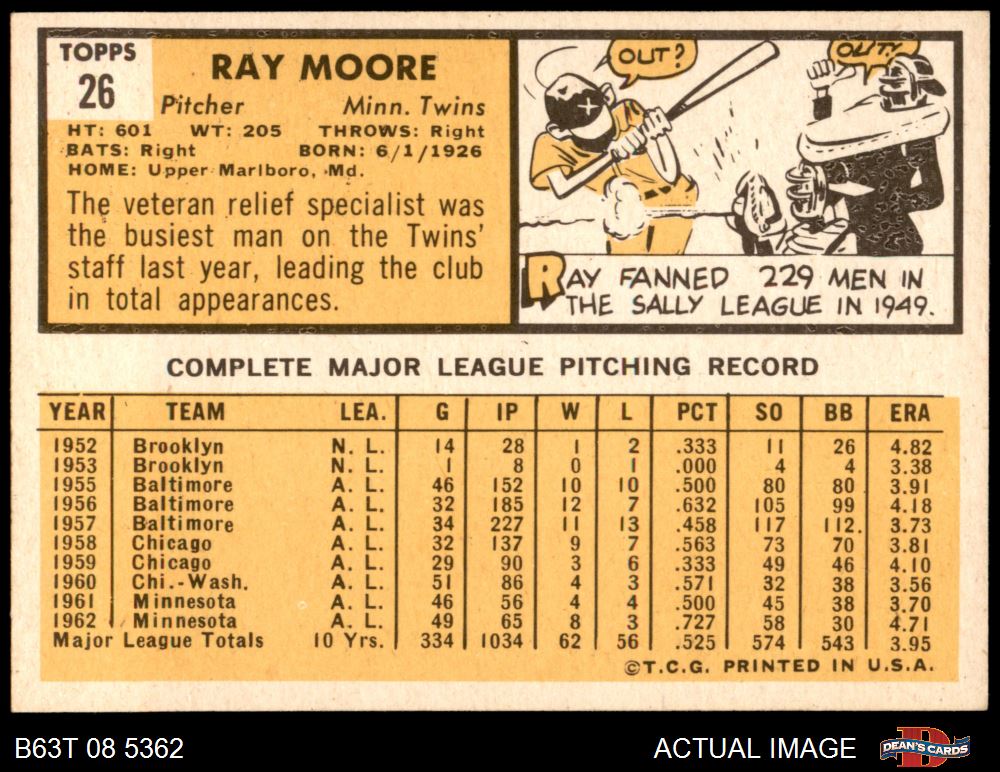 TOPPS
26
RAY MOORE
Pitcher Minn. Twins
HT: 601 WT: 205 THROWS: Right
BATS: Right BORN: 6/1/1926
HOME: Upper Marlboro, Md.
The veteran relief specialist was
the busiest man on the Twins'
staff last year, leading the club
in total appearances.
OUT?
OUT!
RAY FANNED 229 MEN IN
THE SALLY LEAGUE IN 1949.
COMPLETE MAJOR LEAGUE PITCHING RECORD
YEAR TEAM LEA. G IP W L PCT SO BB ERA
1952 Brooklyn N. L. 14 28 1 2 .333 11 26 4.82
1953 Brooklyn N. L. 1 8 0 1 .000 4 4 3.38
1955 Baltimore A. L. 46 152 10 10 .500 80 80 3.91
1956 Baltimore A. L. 32 185 12 7 .632 105 99 4.18
1957 Baltimore A. L. 34 227 11 13 .458 117 112. 3.73
1958 Chicago A. L. 32 137 9 7 .563 73 70 3.81
1959 Chicago A. L. 29 90 3 6 .333 49 46 4.10
1960 Chi.-Wash. A. L. 51 86 4 3 .571 32 38 3.56
1961 Minnesota A. L. 46 56 4 4 .500 45 38 3.70
1962 Minnesota A. L. 49 65 8 3 .727 58 30 4.71
Major League Totals 10 Yrs. 334 1034 62 56 .525 574 543 3.95
©T.C.G. PRINTED IN U.S.A.
B63T 08 5362 ACTUAL IMAGE D DEAN'S CARDS